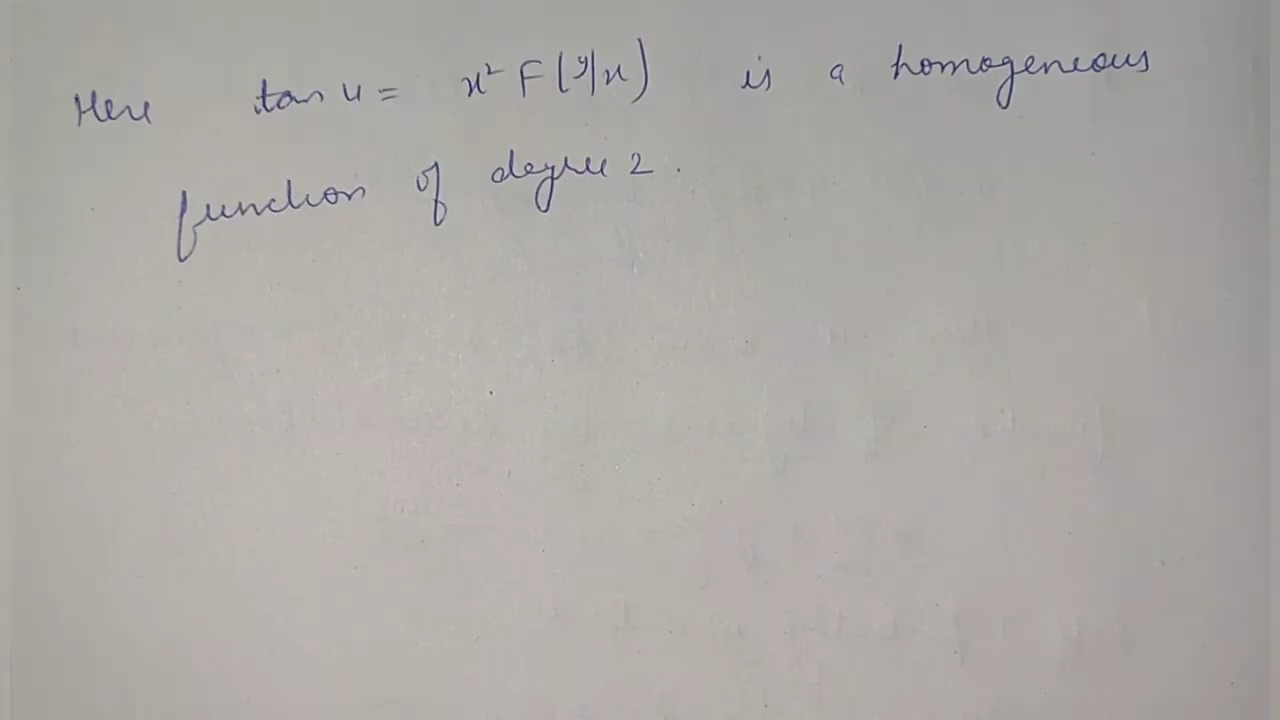 Here tan u = x² F(y/x) is a homogeneous
function of degree 2.